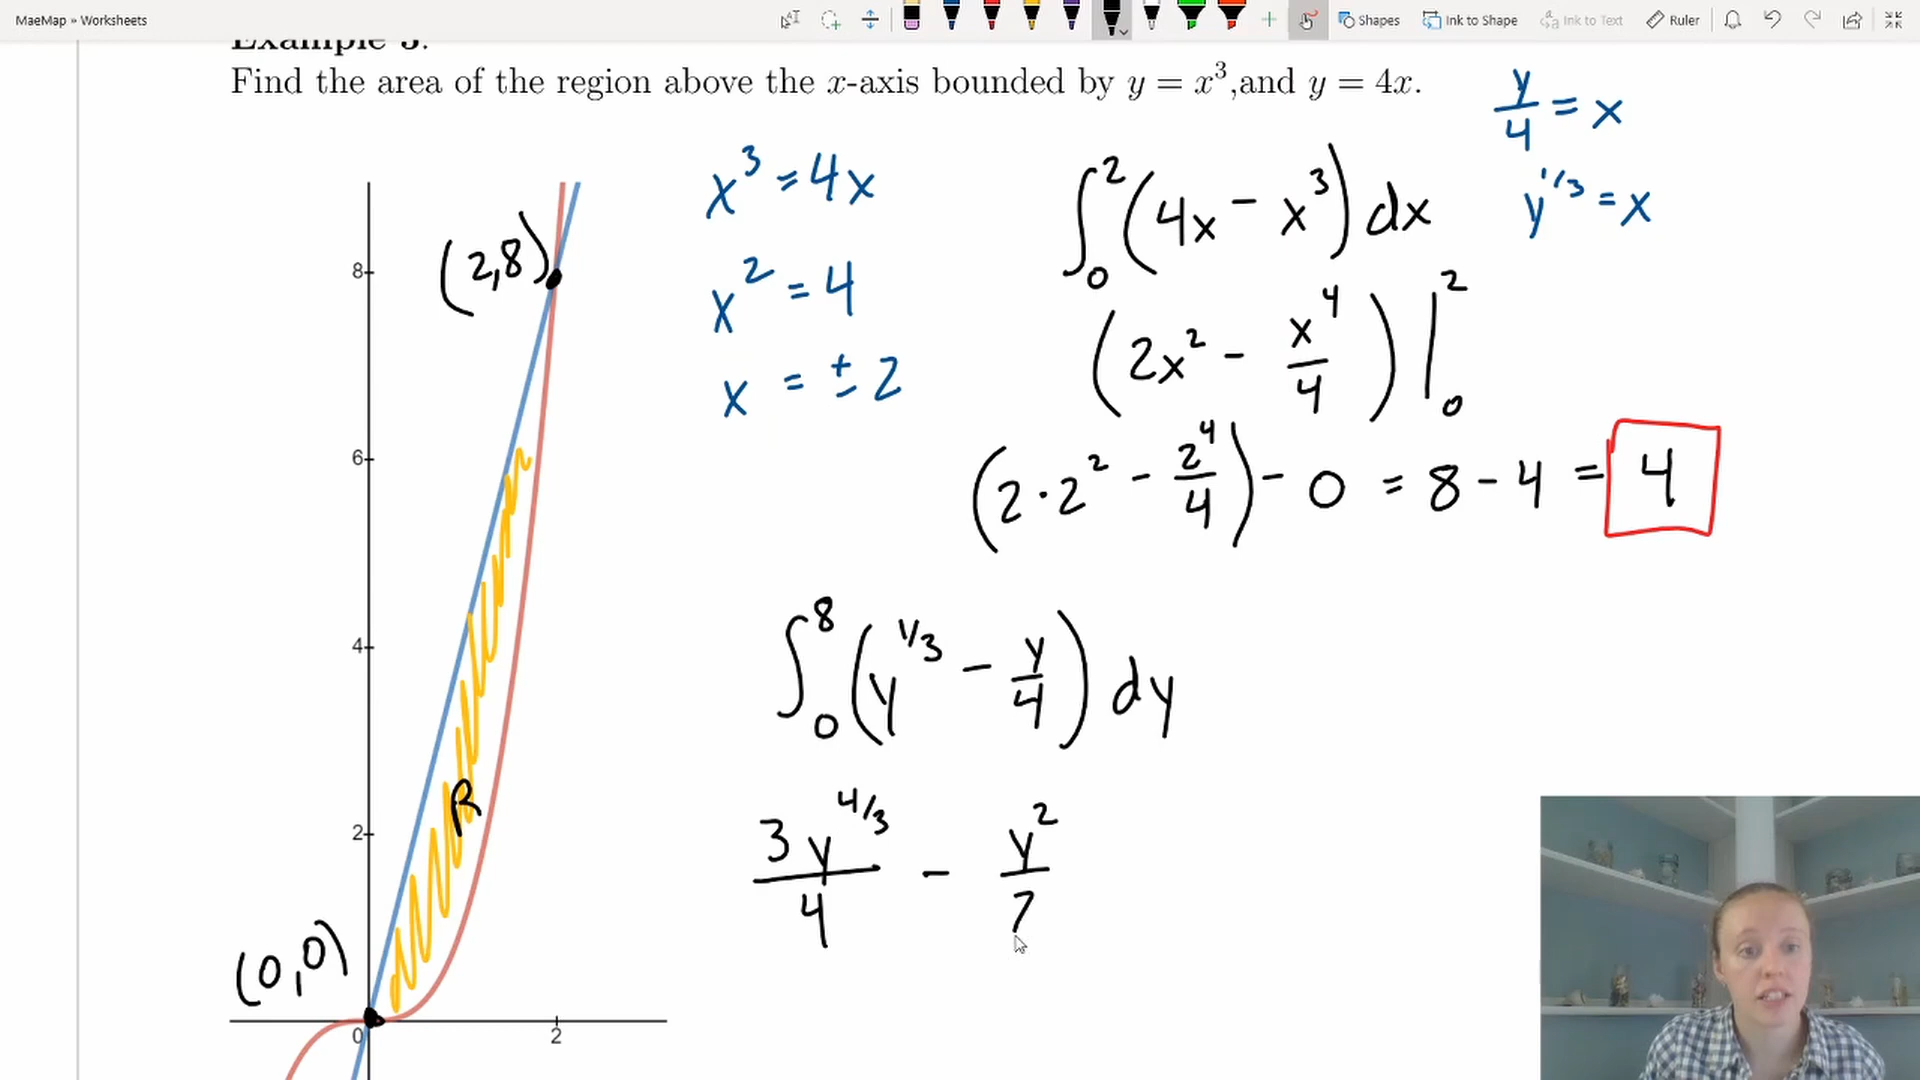 MaeMap » Worksheets
Shapes
Ink to Shape
Ink to Text
Ruler
Example 3.
Find the area of the region above the x-axis bounded by y = x³,and y = 4x.
y/4 = x
y^1/3 = x
x³ = 4x
x² = 4
x = ± 2
∫₀² (4x - x³) dx
(2x² - x⁴/4) |₀²
(2·2² - 2⁴/4) - 0 = 8 - 4 = 4
(2,8)
8
6
4
2
R
(0,0)
0
2
∫₀⁸ (y^1/3 - y/4) dy
3y^4/3 / 4 - y²/